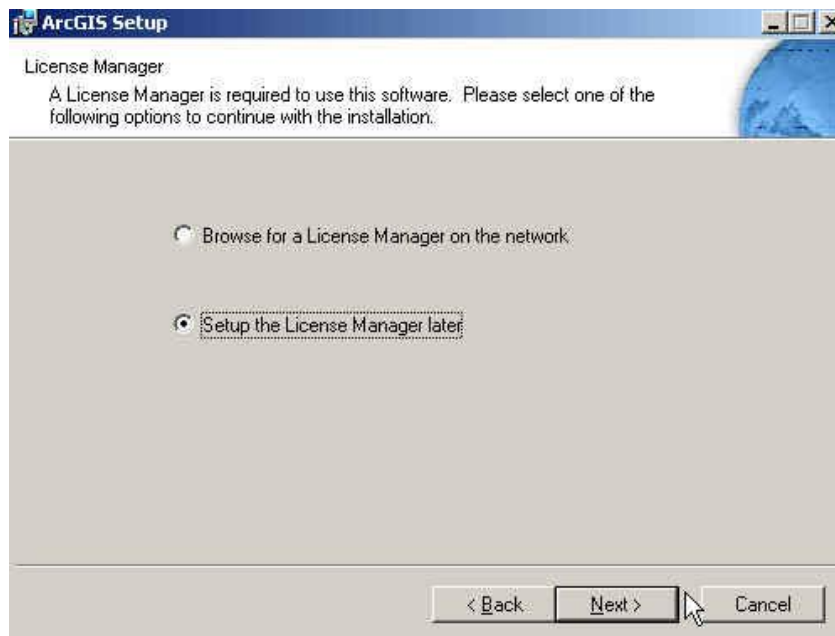 ArcGIS Setup
License Manager
A License Manager is required to use this software. Please select one of the
following options to continue with the installation.
Browse for a License Manager on the network
Setup the License Manager later
< Back
Next >
Cancel